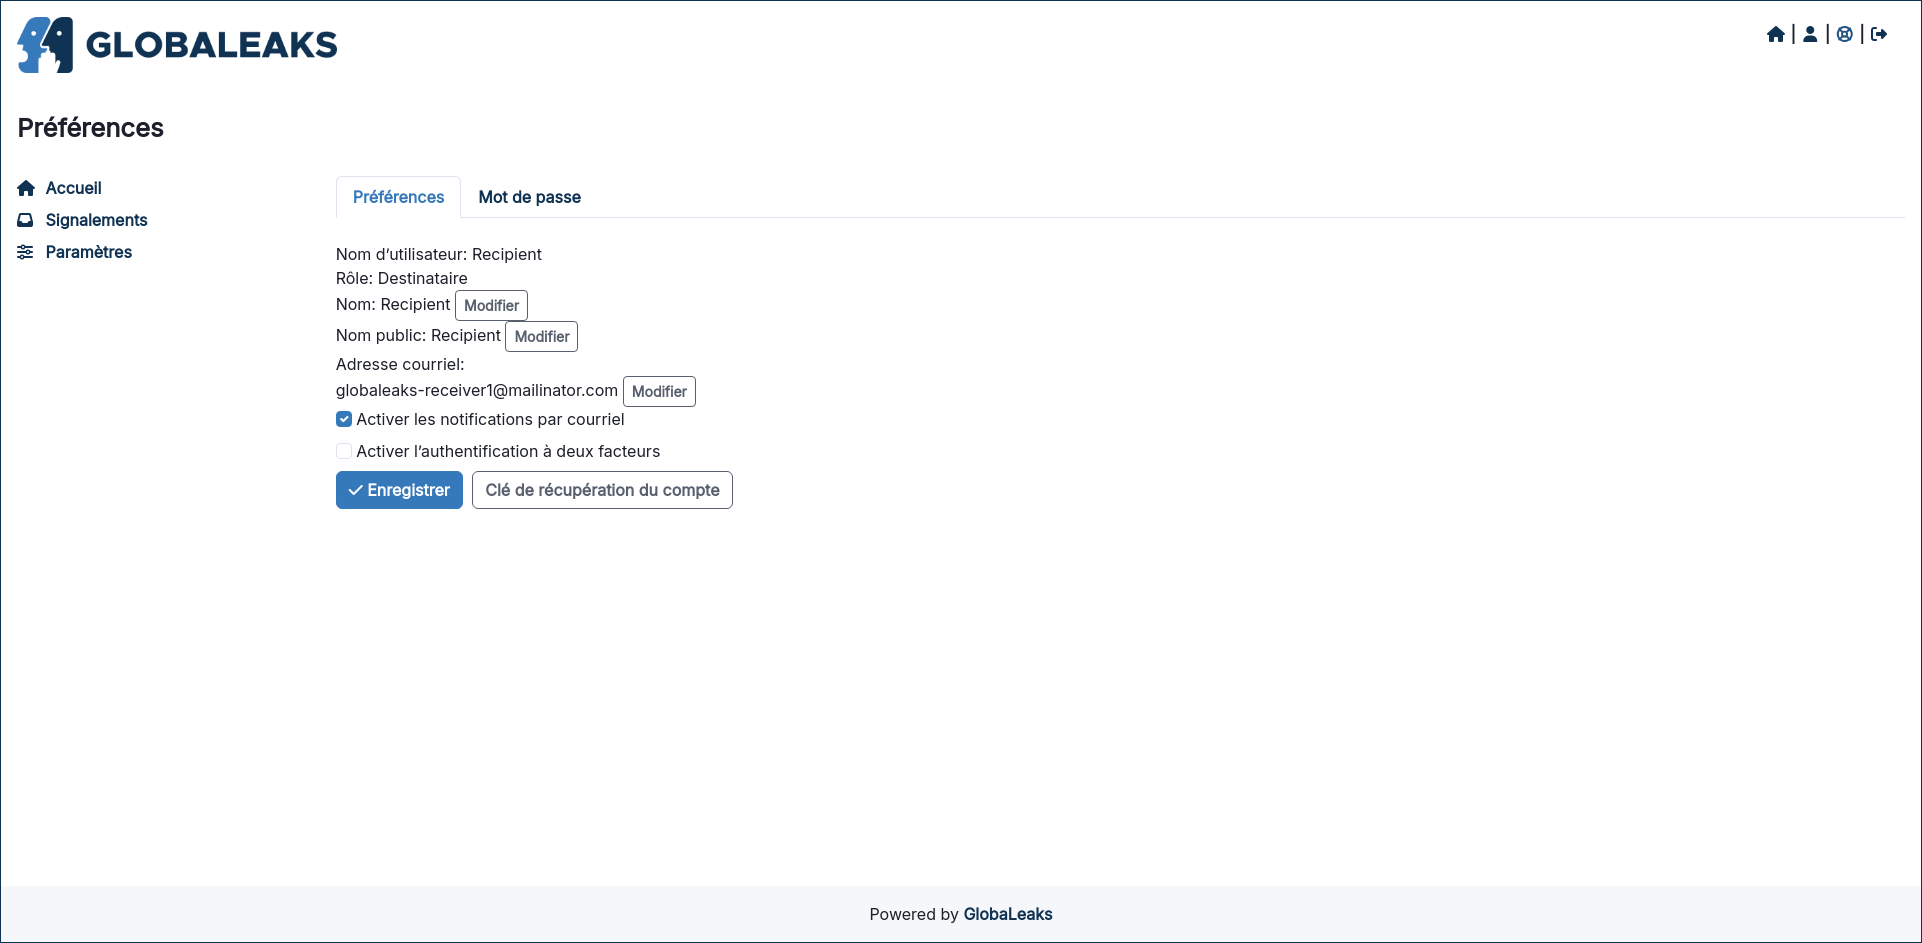 GLOBALEAKS
Préférences
Accueil
Signalements
Paramètres
Préférences
Mot de passe
Nom d’utilisateur: Recipient
Rôle: Destinataire
Nom: Recipient Modifier
Nom public: Recipient Modifier
Adresse courriel:
globaleaks-receiver1@mailinator.com Modifier
Activer les notifications par courriel
Activer l’authentification à deux facteurs
Enregistrer Clé de récupération du compte
Powered by GlobaLeaks